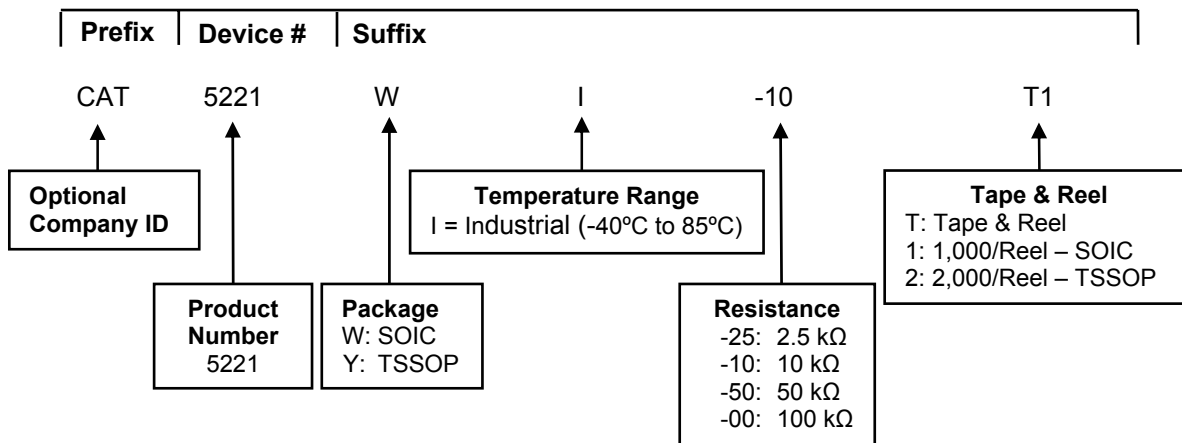 Prefix Device # Suffix
CAT 5221 W I -10 T1
Optional
Company ID
Product
Number
5221
Package
W: SOIC
Y: TSSOP
Temperature Range
I = Industrial (-40ºC to 85ºC)
Resistance
-25: 2.5 kΩ
-10: 10 kΩ
-50: 50 kΩ
-00: 100 kΩ
Tape & Reel
T: Tape & Reel
1: 1,000/Reel – SOIC
2: 2,000/Reel – TSSOP